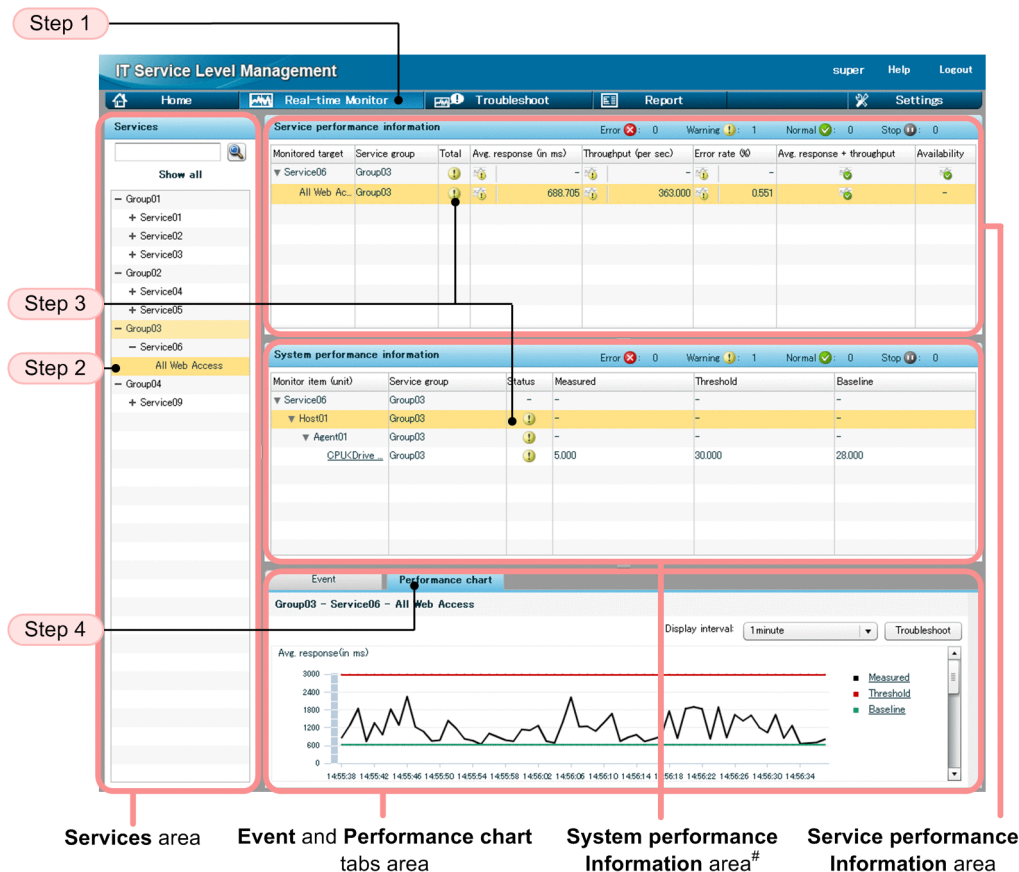 Step 1
IT Service Level Management
super Help Logout
Home Real-time Monitor Troubleshoot Report Settings
Services
Show all
Group01
Service01
Service02
Service03
Group02
Service04
Service05
Group03
Service06
All Web Access
Group04
Service09
Step 3
Step 2
Step 4
Service performance information Error : 0 Warning : 1 Normal : 0 Stop : 0
Monitored target Service group Total Avg. response (in ms) Throughput (per sec) Error rate (%) Avg. response + throughput Availability
Service06 Group03 - - -
All Web Ac... Group03 688.705 363.000 0.551 -
System performance information Error : 0 Warning : 1 Normal : 0 Stop : 0
Monitor item (unit) Service group Status Measured Threshold Baseline
Service06 Group03 - - - -
Host01 Group03 - - -
Agent01 Group03 - - -
CPU<Drive ... Group03 5.000 30.000 28.000
Event Performance chart
Group03 - Service06 - All Web Access
Display interval: 1minute Troubleshoot
Avg. response(in ms)
3000
2400
1800
1200
600
0
14:55:38 14:55:42 14:55:46 14:55:50 14:55:54 14:55:58 14:56:02 14:56:06 14:56:10 14:56:14 14:56:18 14:56:22 14:56:26 14:56:30 14:56:34
Measured
Threshold
Baseline
Services area
Event and Performance chart
tabs area
System performance
Information area#
Service performance
Information area